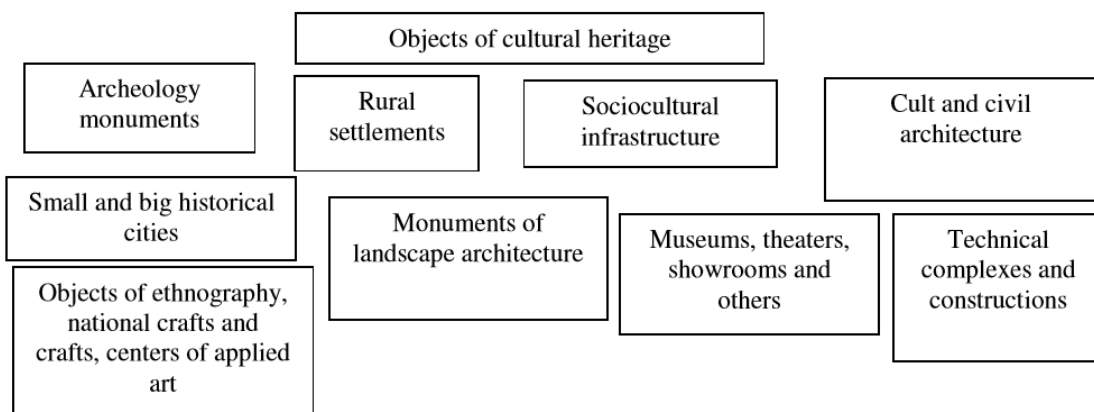 Objects of cultural heritage
Archeology
monuments
Rural
settlements
Sociocultural
infrastructure
Cult and civil
architecture
Small and big historical
cities
Monuments of
landscape architecture
Museums, theaters,
showrooms and
others
Technical
complexes and
constructions
Objects of ethnography,
national crafts and
crafts, centers of applied
art